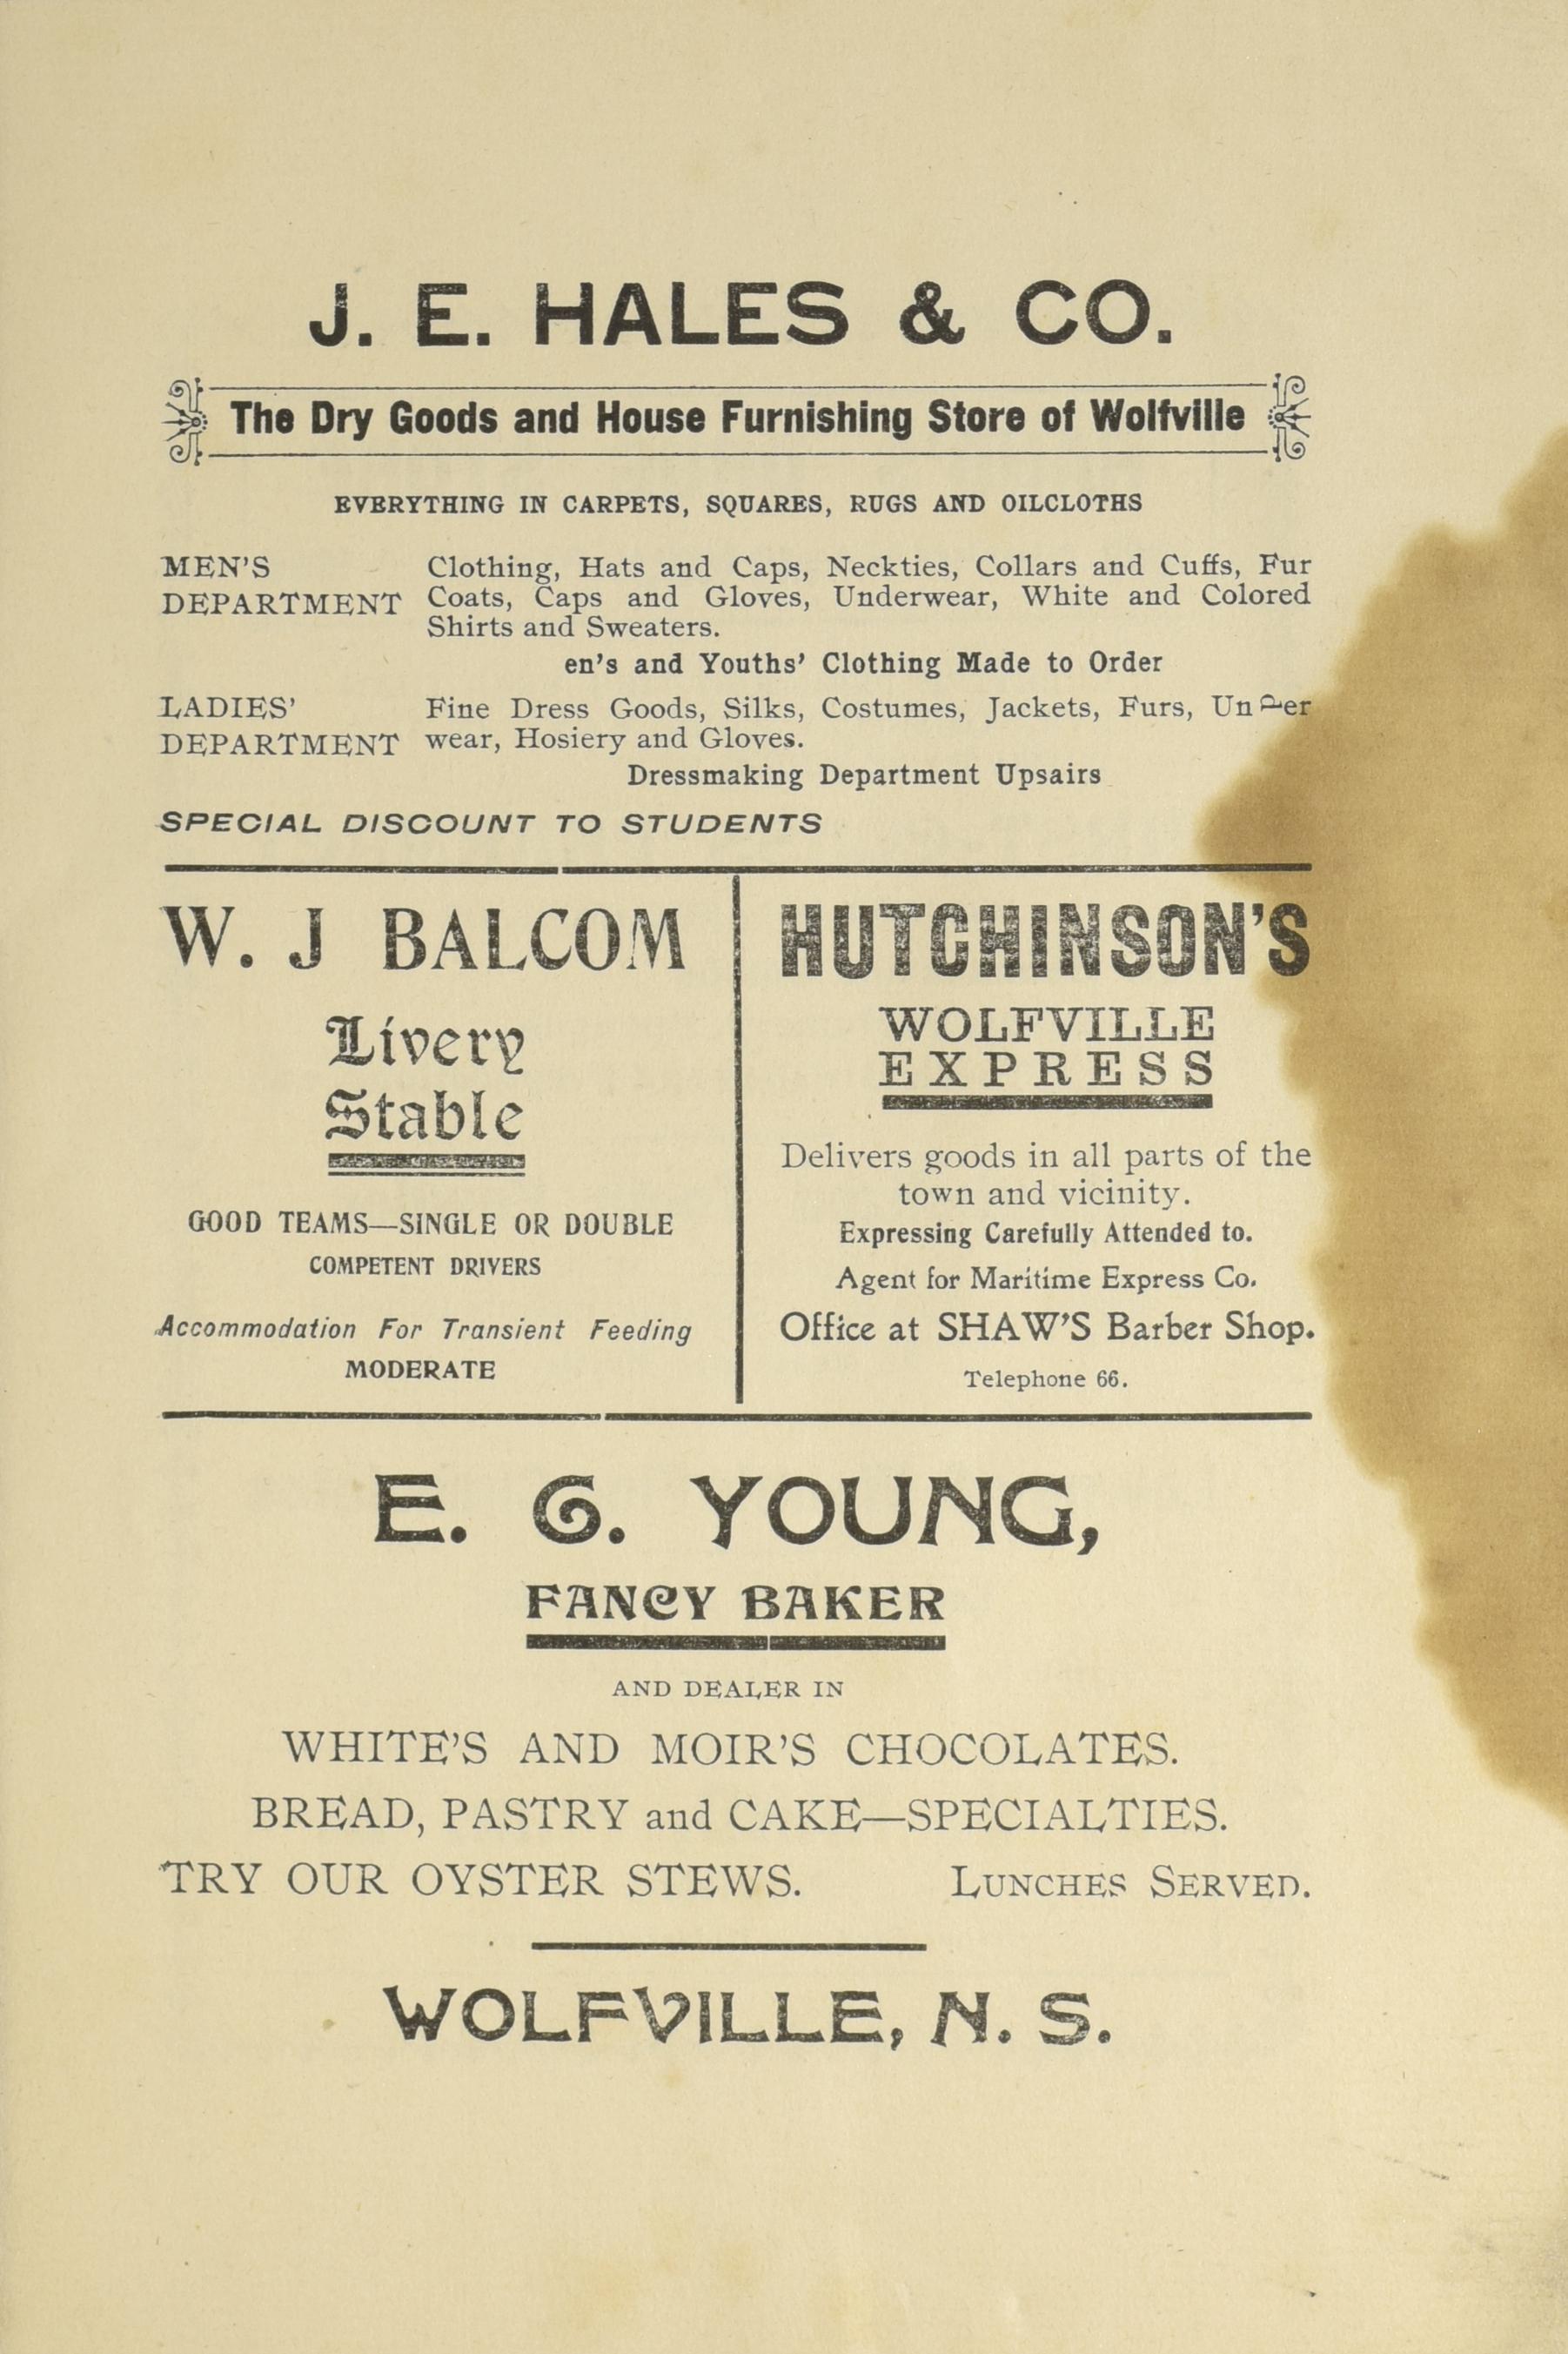 J. E. HALES & CO.
The Dry Goods and House Furnishing Store of Wolfville
EVERYTHING IN CARPETS, SQUARES, RUGS AND OILCLOTHS
MEN'S
DEPARTMENT
Clothing, Hats and Caps, Neckties, Collars and Cuffs, Fur
Coats, Caps and Gloves, Underwear, White and Colored
Shirts and Sweaters.
en's and Youths' Clothing Made to Order
LADIES'
DEPARTMENT
Fine Dress Goods, Silks, Costumes, Jackets, Furs, Under
wear, Hosiery and Gloves.
Dressmaking Department Upsairs
SPECIAL DISCOUNT TO STUDENTS
W. J BALCOM
Livery
Stable
GOOD TEAMS—SINGLE OR DOUBLE
COMPETENT DRIVERS
Accommodation For Transient Feeding
MODERATE
HUTCHINSON'S
WOLFVILLE
EXPRESS
Delivers goods in all parts of the
town and vicinity.
Expressing Carefully Attended to.
Agent for Maritime Express Co.
Office at SHAW'S Barber Shop.
Telephone 66.
E. G. YOUNG,
FANCY BAKER
AND DEALER IN
WHITE'S AND MOIR'S CHOCOLATES.
BREAD, PASTRY and CAKE—SPECIALTIES.
TRY OUR OYSTER STEWS. LUNCHES SERVED.
WOLFVILLE, N. S.